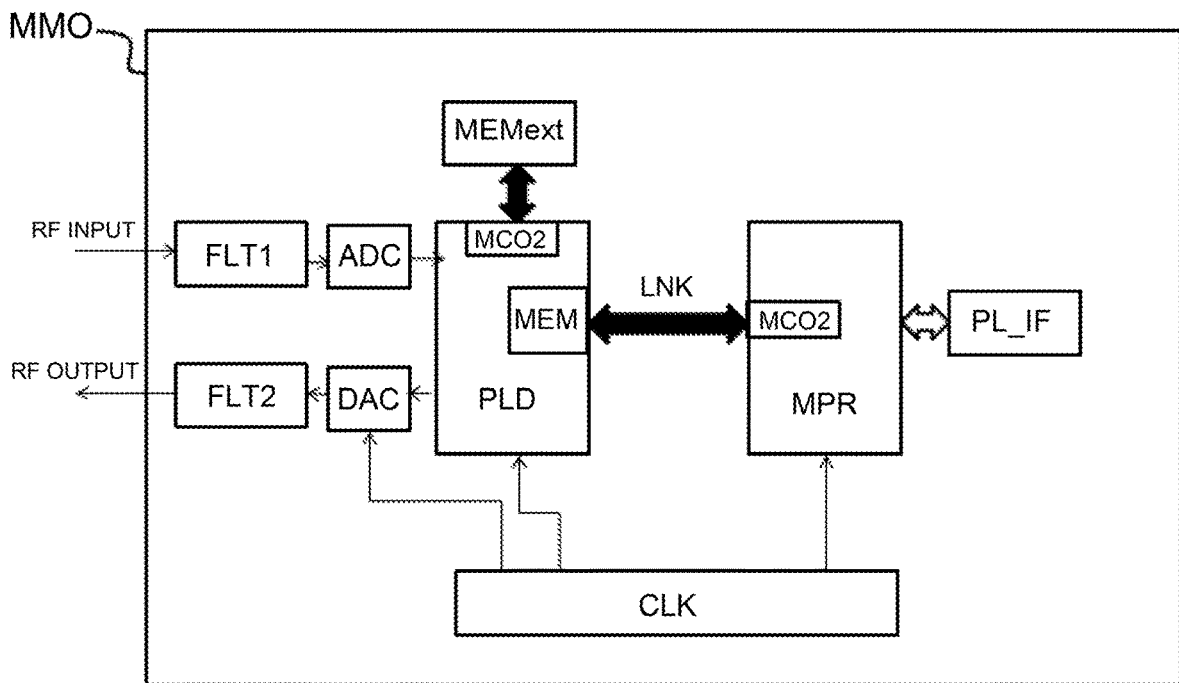 MMO
MEMext
RF INPUT
FLT1
ADC
MCO2
LNK
MEM
MCO2
PL_IF
RF OUTPUT
FLT2
DAC
PLD
MPR
CLK